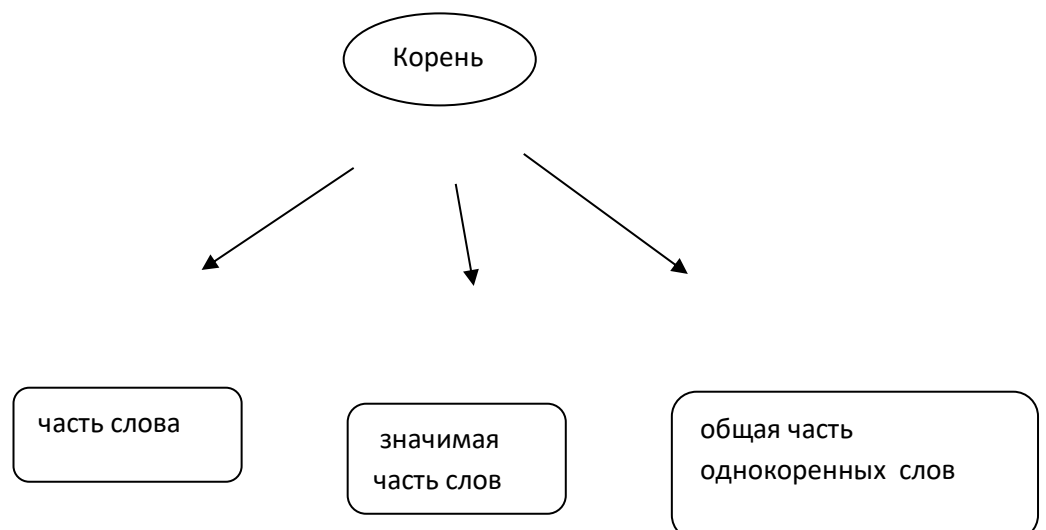 Корень
часть слова
значимая
часть слов
общая часть
однокоренных слов